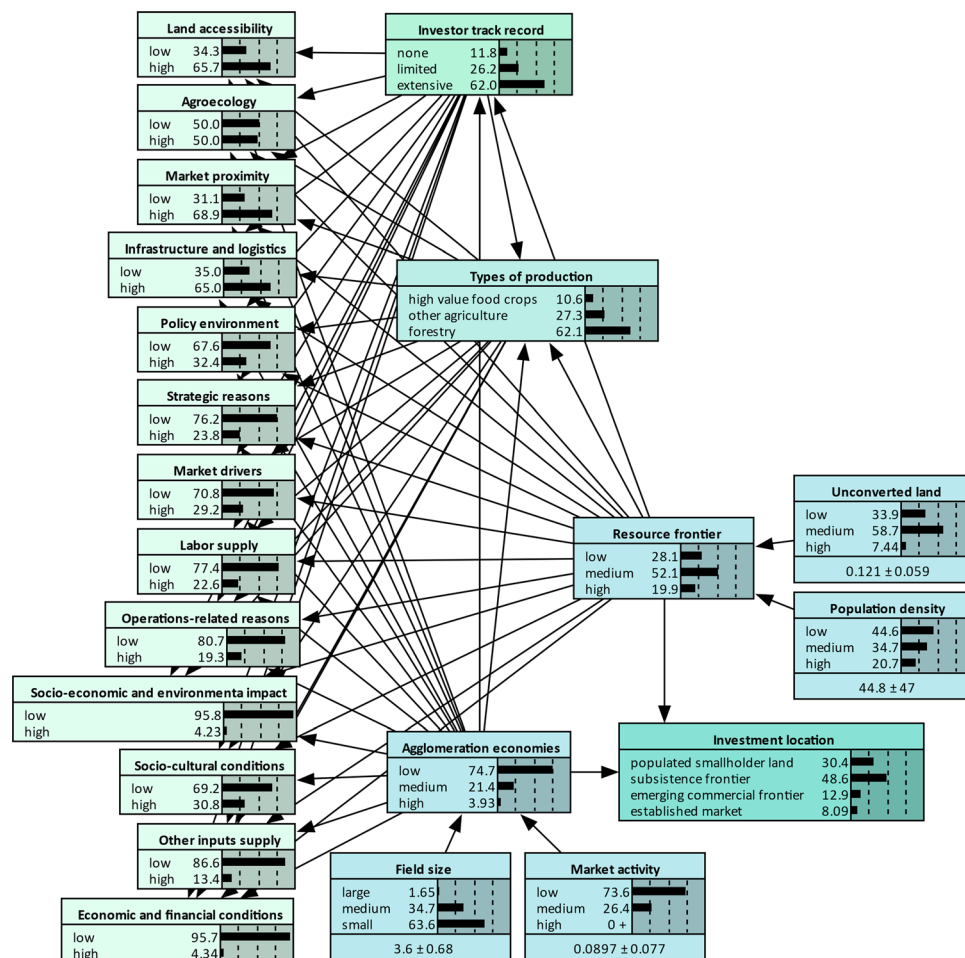 Land accessibility
low 34.3
high 65.7
Agroecology
low 50.0
high 50.0
Market proximity
low 31.1
high 68.9
Infrastructure and logistics
low 35.0
high 65.0
Policy environment
low 67.6
high 32.4
Strategic reasons
low 76.2
high 23.8
Market drivers
low 70.8
high 29.2
Labor supply
low 77.4
high 22.6
Operations-related reasons
low 80.7
high 19.3
Socio-economic and environmenta impact
low 95.8
high 4.23
Socio-cultural conditions
low 69.2
high 30.8
Other inputs supply
low 86.6
high 13.4
Economic and financial conditions
low 95.7
high 4.34
Investor track record
none 11.8
limited 26.2
extensive 62.0
Types of production
high value food crops 10.6
other agriculture 27.3
forestry 62.1
Resource frontier
low 28.1
medium 52.1
high 19.9
Unconverted land
low 33.9
medium 58.7
high 7.44
0.121 ± 0.059
Population density
low 44.6
medium 34.7
high 20.7
44.8 ± 47
Agglomeration economies
low 74.7
medium 21.4
high 3.93
Investment location
populated smallholder land 30.4
subsistence frontier 48.6
emerging commercial frontier 12.9
established market 8.09
Field size
large 1.65
medium 34.7
small 63.6
3.6 ± 0.68
Market activity
low 73.6
medium 26.4
high 0 +
0.0897 ± 0.077